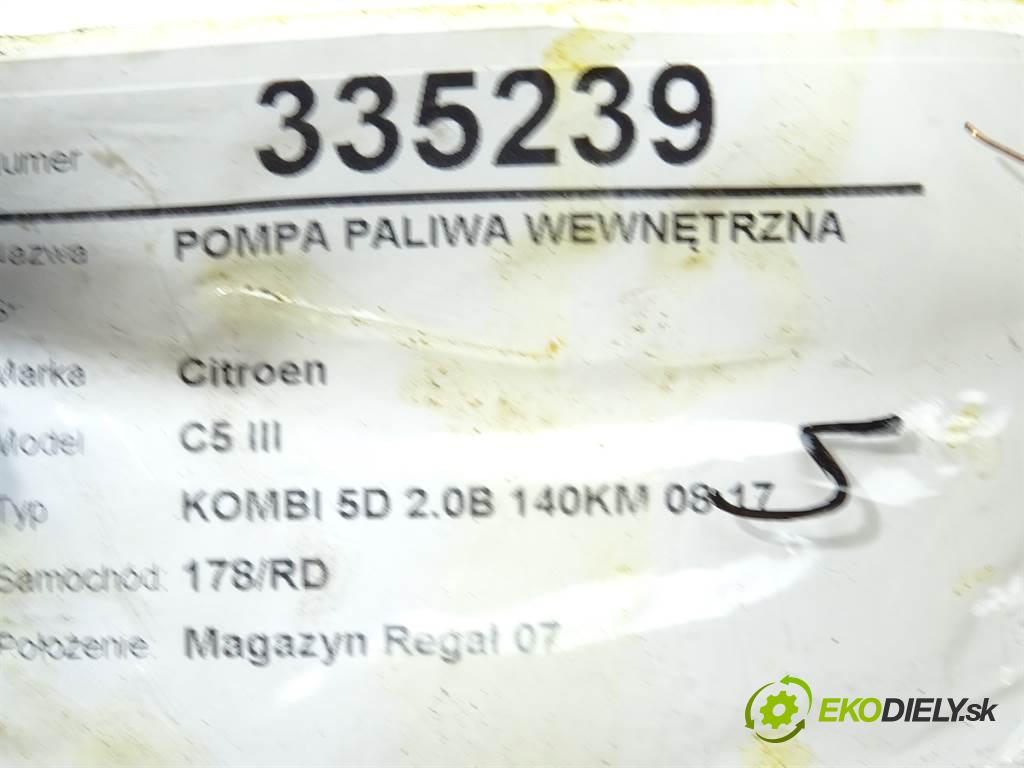 umer 335239
azwa POMPA PALIWA WEWNĘTRZNA
Marka Citroen
Model C5 III
Typ KOMBI 5D 2.0B 140KM 08-17
5
Samochód: 178/RD
Położenie: Magazyn Regał 07
EKODIELY.sk